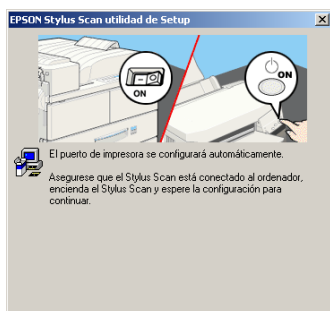 EPSON Stylus Scan utilidad de Setup
ON
ON
El puerto de impresora se configurará automáticamente.
Asegurese que el Stylus Scan está conectado al ordenador,
encienda el Stylus Scan y espere la configuración para
continuar.